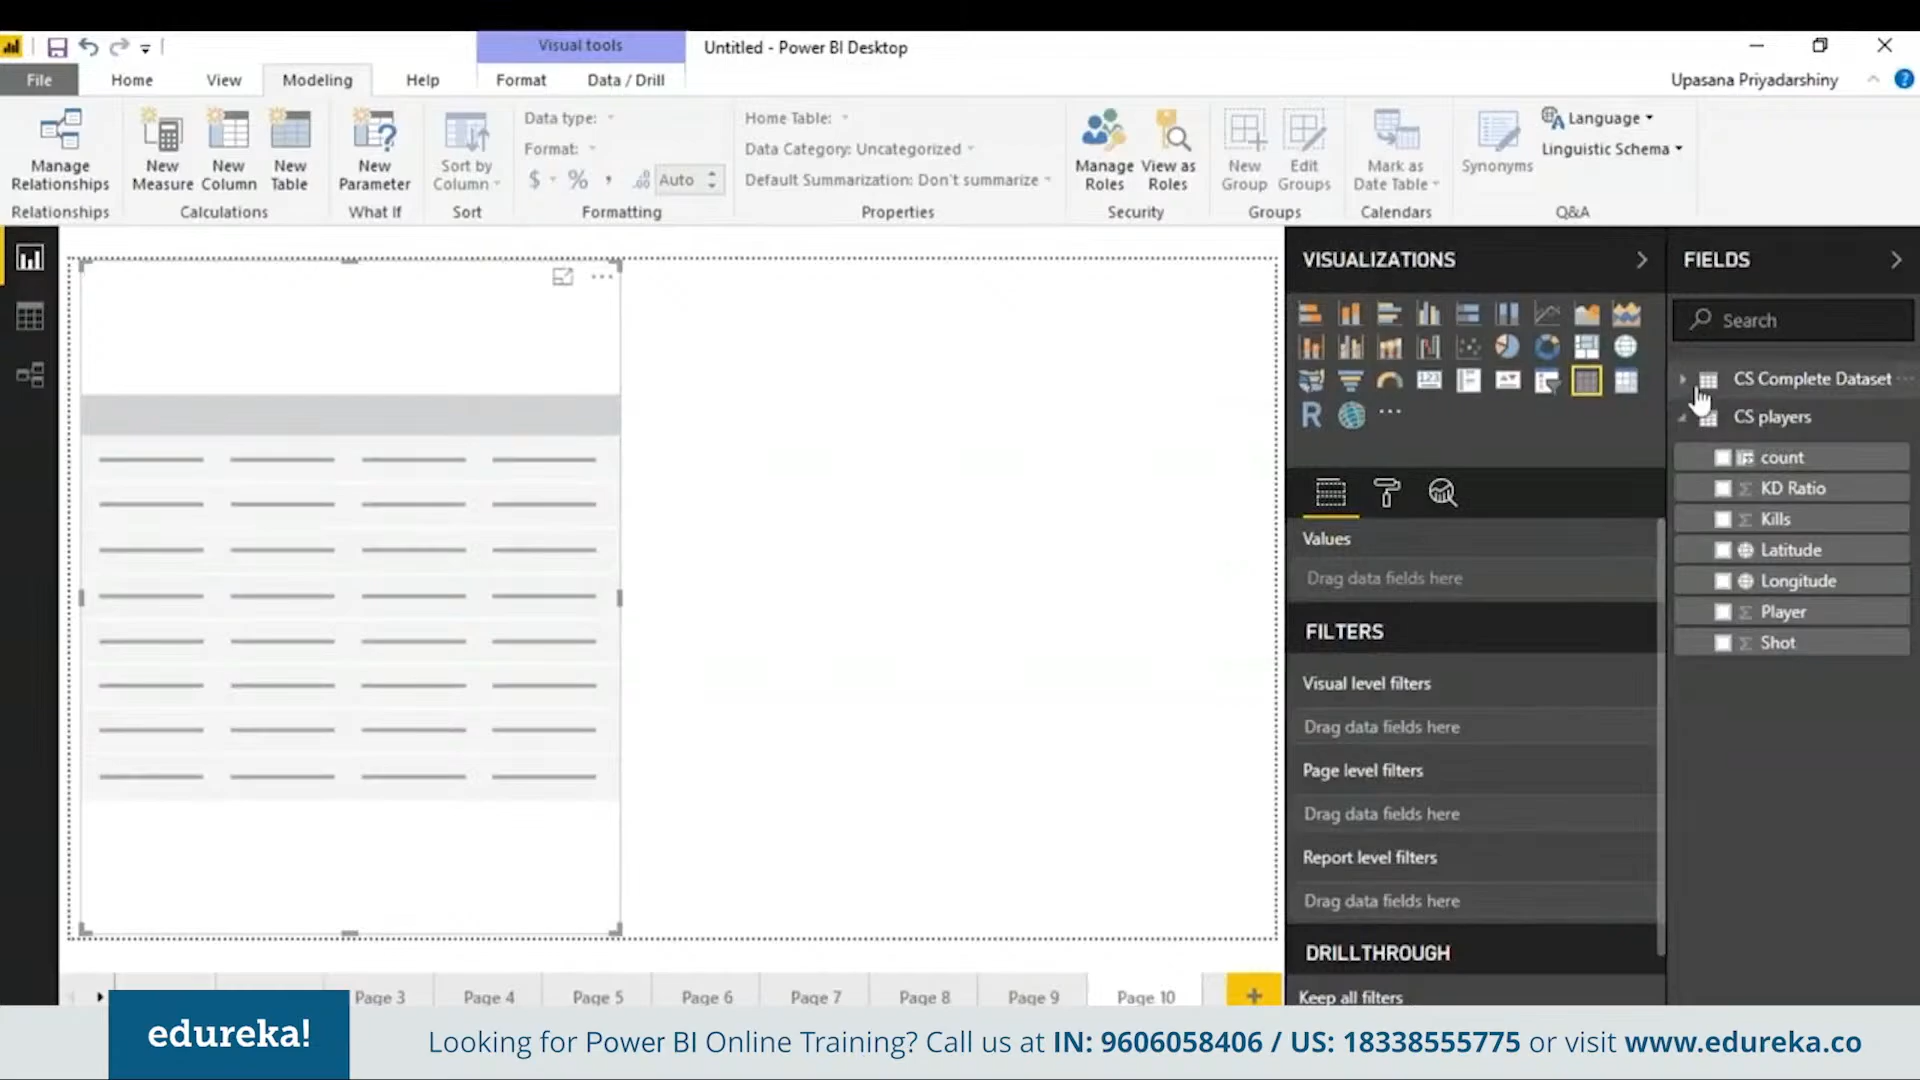 Visual tools
Untitled - Power BI Desktop
File
Home
View
Modeling
Help
Format
Data / Drill
Upasana Priyadarshiny
?
Manage Relationships
New Measure
New Column
New Table
New Parameter
Sort by Column
Data type:
Format:
$ % , .00 Auto
Home Table:
Data Category: Uncategorized
Default Summarization: Don't summarize
Manage Roles
View as Roles
New Group
Edit Groups
Mark as Date Table
Synonyms
Language
Linguistic Schema
Relationships
Calculations
What If
Sort
Formatting
Properties
Security
Groups
Calendars
Q&A
VISUALIZATIONS
123
R
Values
Drag data fields here
FILTERS
Visual level filters
Drag data fields here
Page level filters
Drag data fields here
Report level filters
Drag data fields here
DRILLTHROUGH
Keep all filters
FIELDS
Search
CS Complete Dataset
CS players
count
Σ KD Ratio
Σ Kills
Latitude
Longitude
Σ Player
Σ Shot
Page 3
Page 4
Page 5
Page 6
Page 7
Page 8
Page 9
Page 10
+
edureka!
Looking for Power BI Online Training? Call us at IN: 9606058406 / US: 18338555775 or visit www.edureka.co